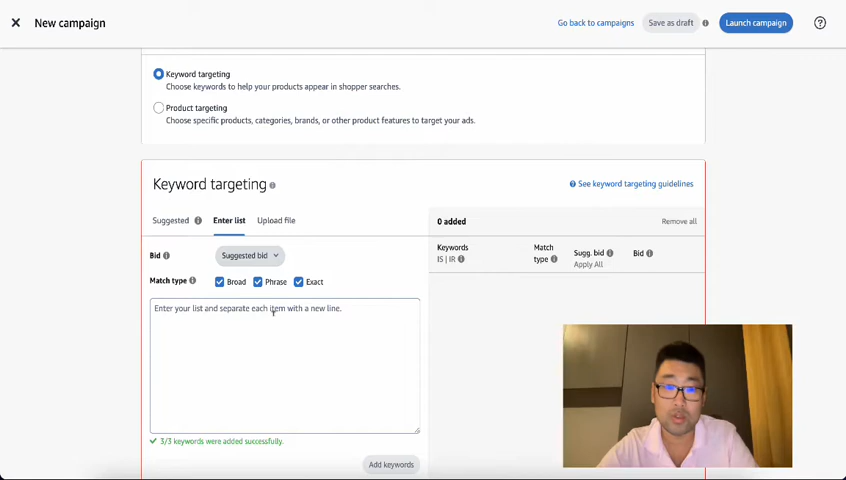 New campaign
Go back to campaigns
Save as draft
Launch campaign
Keyword targeting
Choose keywords to help your products appear in shopper searches.
Product targeting
Choose specific products, categories, brands, or other product features to target your ads.
Keyword targeting
See keyword targeting guidelines
Suggested
Enter list
Upload file
0 added
Remove all
Bid
Suggested bid
Keywords
IS | IR
Match type
Sugg. bid
Apply All
Bid
Match type
Broad
Phrase
Exact
Enter your list and separate each item with a new line.
3/3 keywords were added successfully.
Add keywords